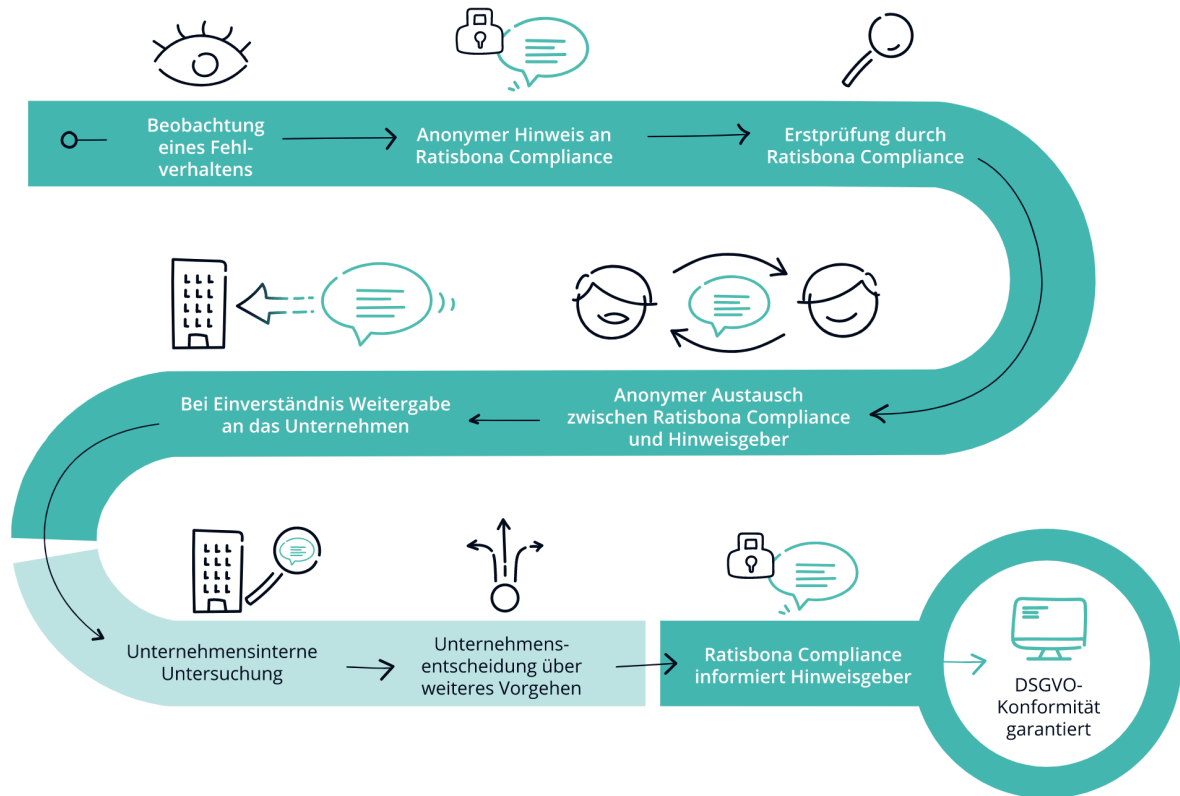 Beobachtung
eines Fehl-
verhaltens
Anonymer Hinweis an
Ratisbona Compliance
Erstprüfung durch
Ratisbona Compliance
Anonymer Austausch
zwischen Ratisbona Compliance
und Hinweisgeber
Bei Einverständnis Weitergabe
an das Unternehmen
Unternehmensinterne
Untersuchung
Unternehmens-
entscheidung über
weiteres Vorgehen
Ratisbona Compliance
informiert Hinweisgeber
DSGVO-
Konformität
garantiert